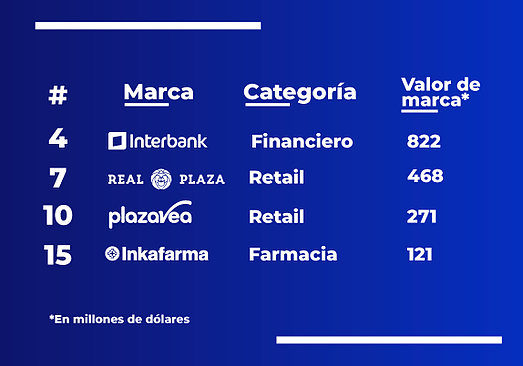 # Marca Categoría Valor de marca*
4 Interbank Financiero 822
7 REAL PLAZA Retail 468
10 plazavea Retail 271
15 Inkafarma Farmacia 121
*En millones de dólares